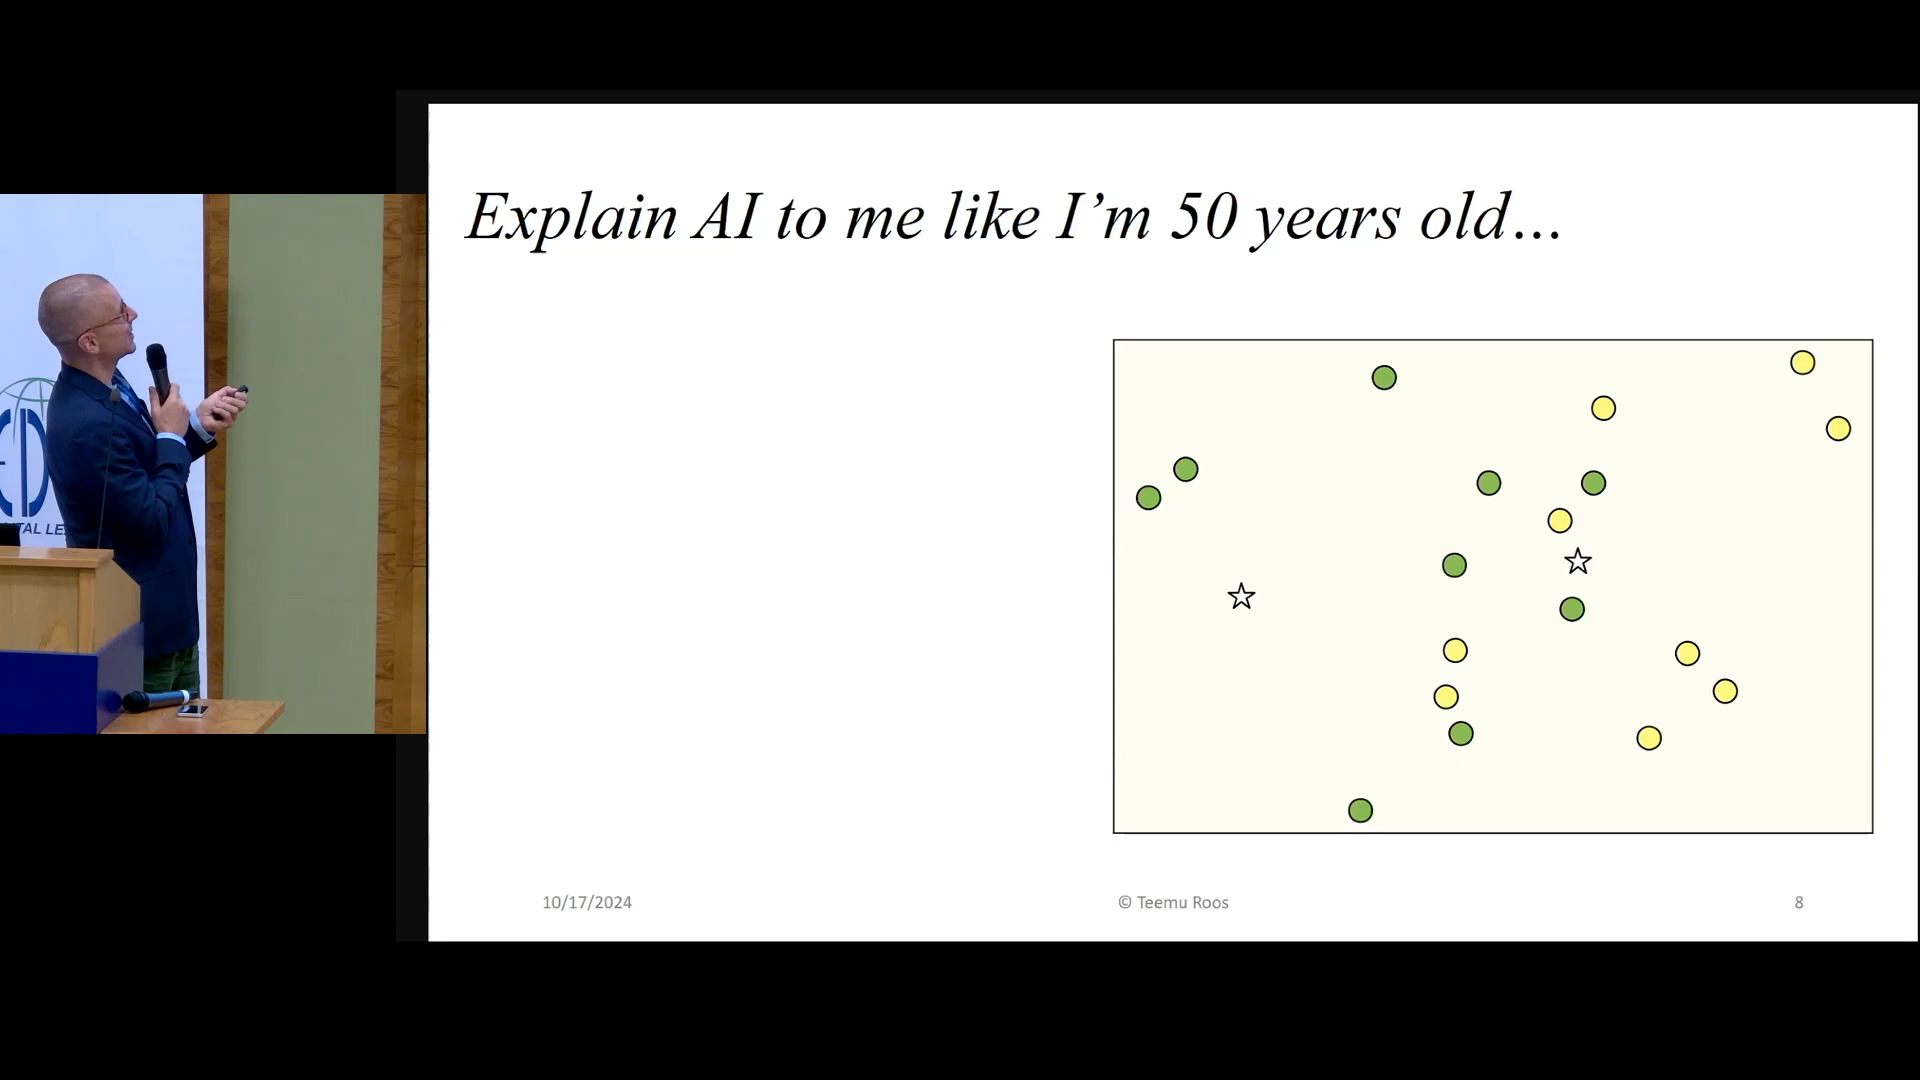 Explain AI to me like I’m 50 years old…
10/17/2024
© Teemu Roos
8